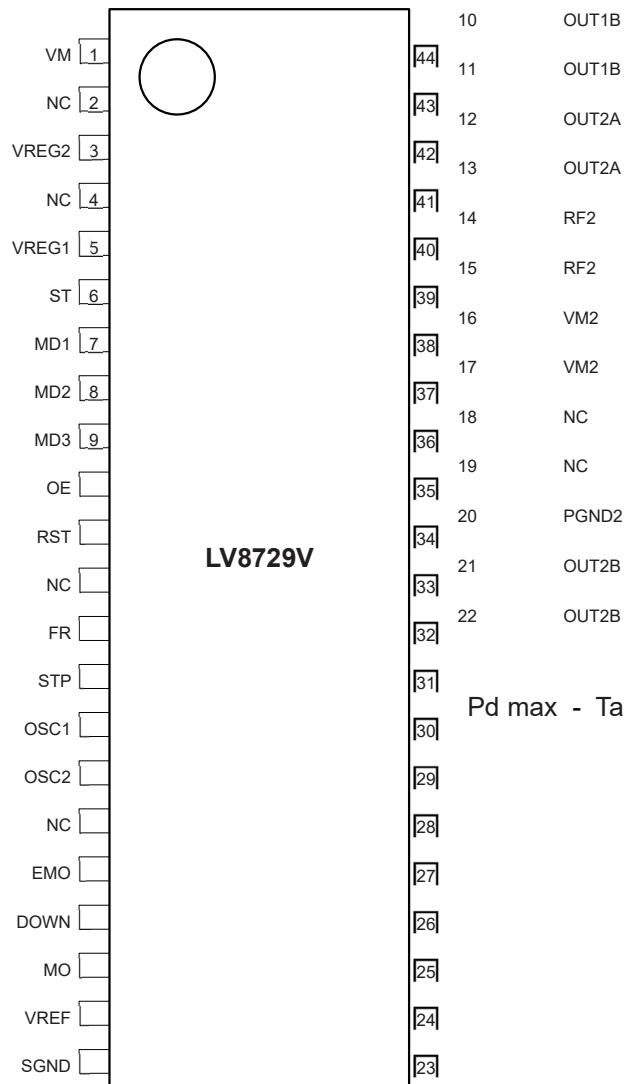 VM 1
NC 2
VREG2 3
NC 4
VREG1 5
ST 6
MD1 7
MD2 8
MD3 9
OE
RST
NC
FR
STP
OSC1
OSC2
NC
EMO
DOWN
MO
VREF
SGND
LV8729V
44
43
42
41
40
39
38
37
36
35
34
33
32
31
30
29
28
27
26
25
24
23
10 OUT1B
11 OUT1B
12 OUT2A
13 OUT2A
14 RF2
15 RF2
16 VM2
17 VM2
18 NC
19 NC
20 PGND2
21 OUT2B
22 OUT2B
Pd max - Ta